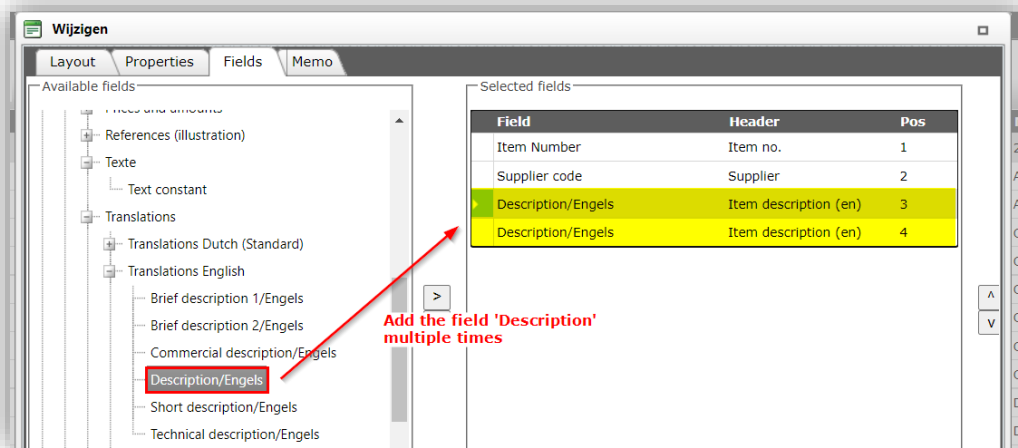 Wijzigen
Layout Properties Fields Memo
Available fields
Prices and amounts
References (illustration)
Texte
Text constant
Translations
Translations Dutch (Standard)
Translations English
Brief description 1/Engels
Brief description 2/Engels
Commercial description/Engels
Description/Engels
Short description/Engels
Technical description/Engels
>
Add the field 'Description'
multiple times
Selected fields
Field Header Pos
Item Number Item no. 1
Supplier code Supplier 2
Description/Engels Item description (en) 3
Description/Engels Item description (en) 4
^
v